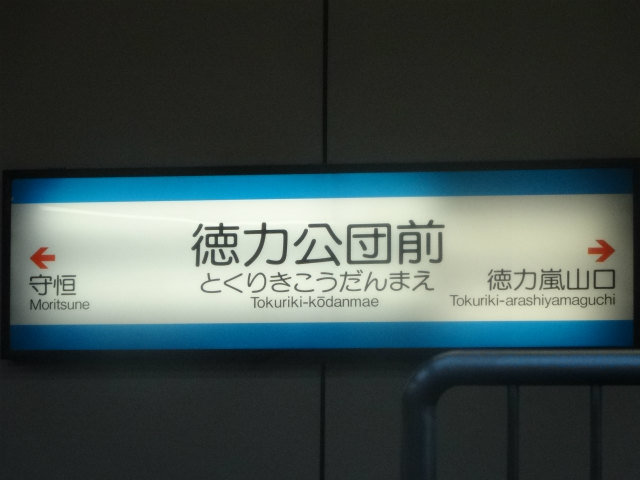 徳力公団前
とくりきこうだんまえ
Tokuriki-kōdanmae
守恒
Moritsune
徳力嵐山口
Tokuriki-arashiyamaguchi